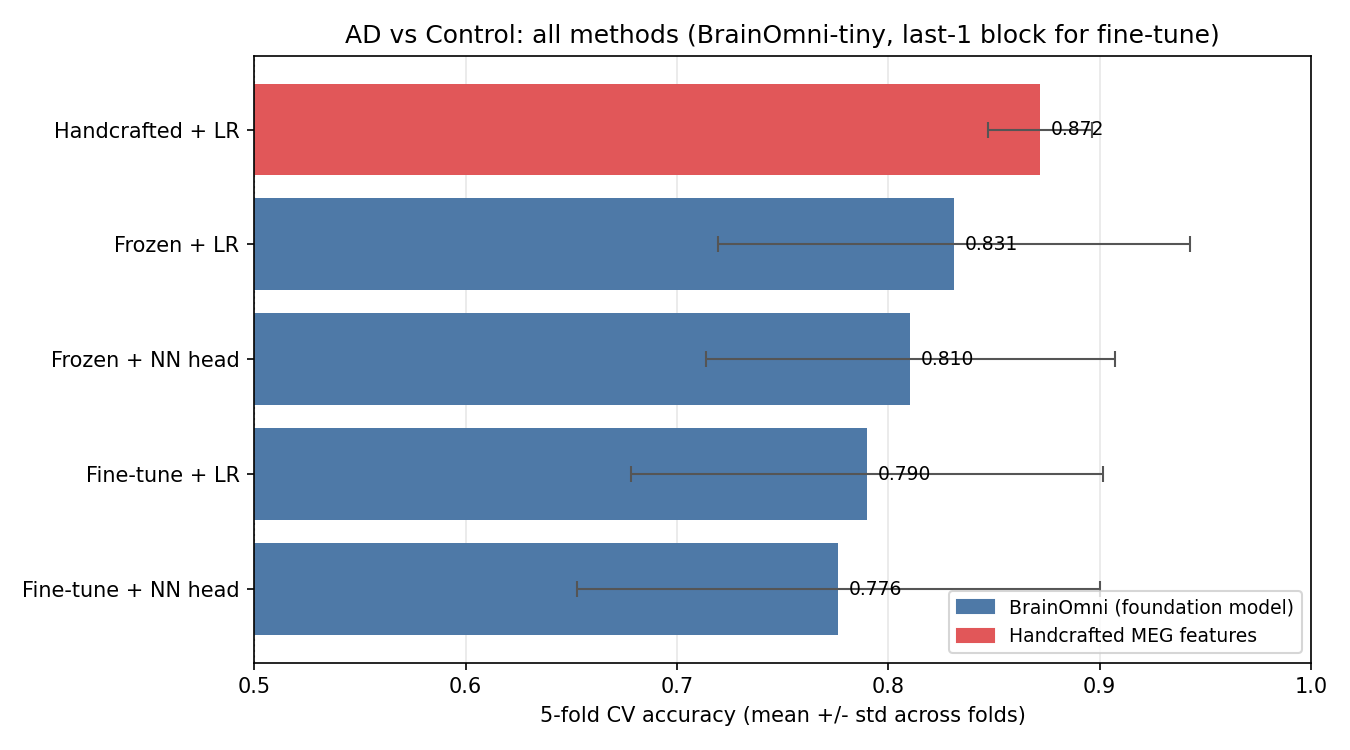 AD vs Control: all methods (BrainOmni-tiny, last-1 block for fine-tune)
Handcrafted + LR
0.872
Frozen + LR
0.831
Frozen + NN head
0.810
Fine-tune + LR
0.790
Fine-tune + NN head
0.776
BrainOmni (foundation model)
Handcrafted MEG features
0.5 0.6 0.7 0.8 0.9 1.0
5-fold CV accuracy (mean +/- std across folds)